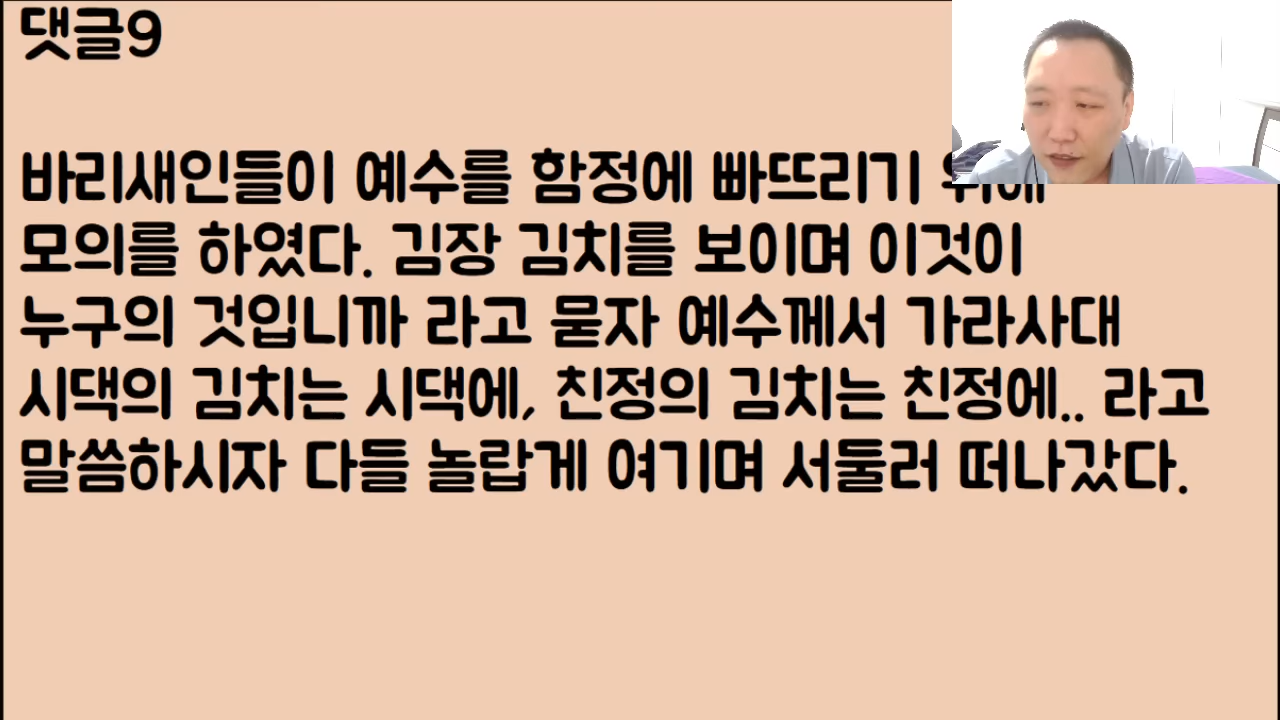 댓글9
바리새인들이 예수를 함정에 빠뜨리기
모의를 하였다. 김장 김치를 보이며 이것이
누구의 것입니까 라고 묻자 예수께서 가라사대
시댁의 김치는 시댁에, 친정의 김치는 친정에.. 라고
말씀하시자 다들 놀랍게 여기며 서둘러 떠나갔다.